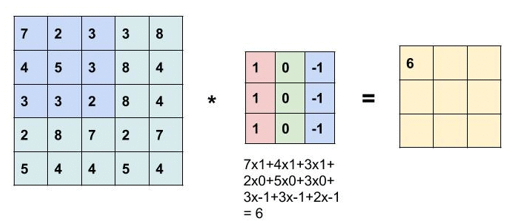 7 2 3 3 8
4 5 3 8 4
3 3 2 8 4
2 8 7 2 7
5 4 4 5 4
*
1 0 -1
1 0 -1
1 0 -1
=
6
7x1+4x1+3x1+
2x0+5x0+3x0+
3x-1+3x-1+2x-1
= 6